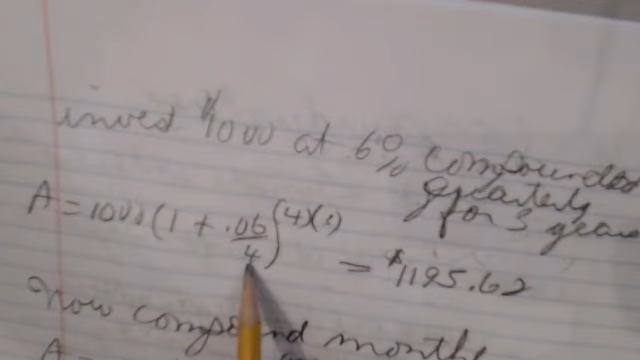 invest $1000 at 6% compounded
quarterly
for 3 years
A = 1000(1 + .06/4)^(4)(3)
= $1195.62
Now compound month
A =